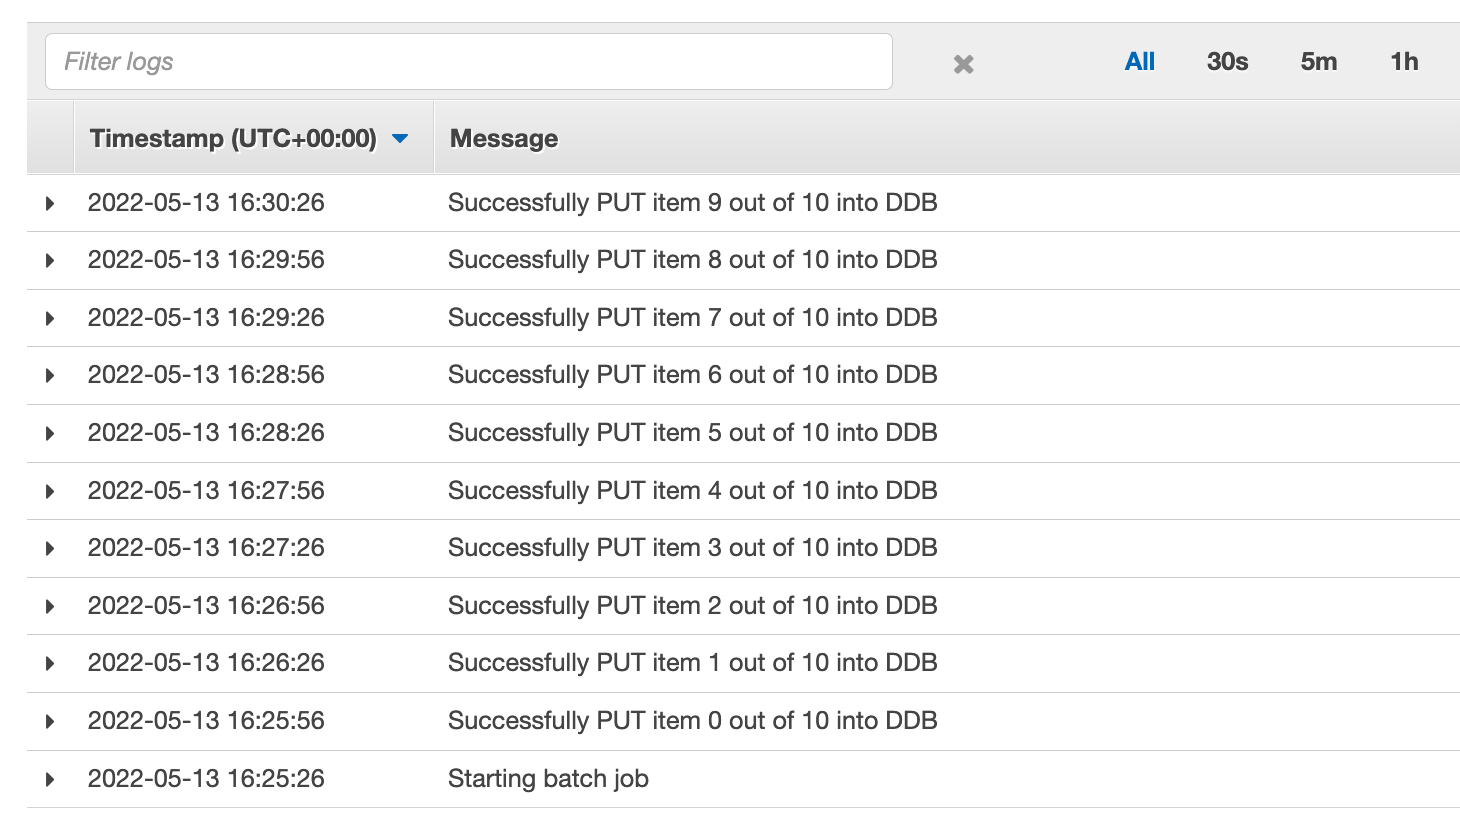 Filter logs All 30s 5m 1h
Timestamp (UTC+00:00) Message
2022-05-13 16:30:26 Successfully PUT item 9 out of 10 into DDB
2022-05-13 16:29:56 Successfully PUT item 8 out of 10 into DDB
2022-05-13 16:29:26 Successfully PUT item 7 out of 10 into DDB
2022-05-13 16:28:56 Successfully PUT item 6 out of 10 into DDB
2022-05-13 16:28:26 Successfully PUT item 5 out of 10 into DDB
2022-05-13 16:27:56 Successfully PUT item 4 out of 10 into DDB
2022-05-13 16:27:26 Successfully PUT item 3 out of 10 into DDB
2022-05-13 16:26:56 Successfully PUT item 2 out of 10 into DDB
2022-05-13 16:26:26 Successfully PUT item 1 out of 10 into DDB
2022-05-13 16:25:56 Successfully PUT item 0 out of 10 into DDB
2022-05-13 16:25:26 Starting batch job